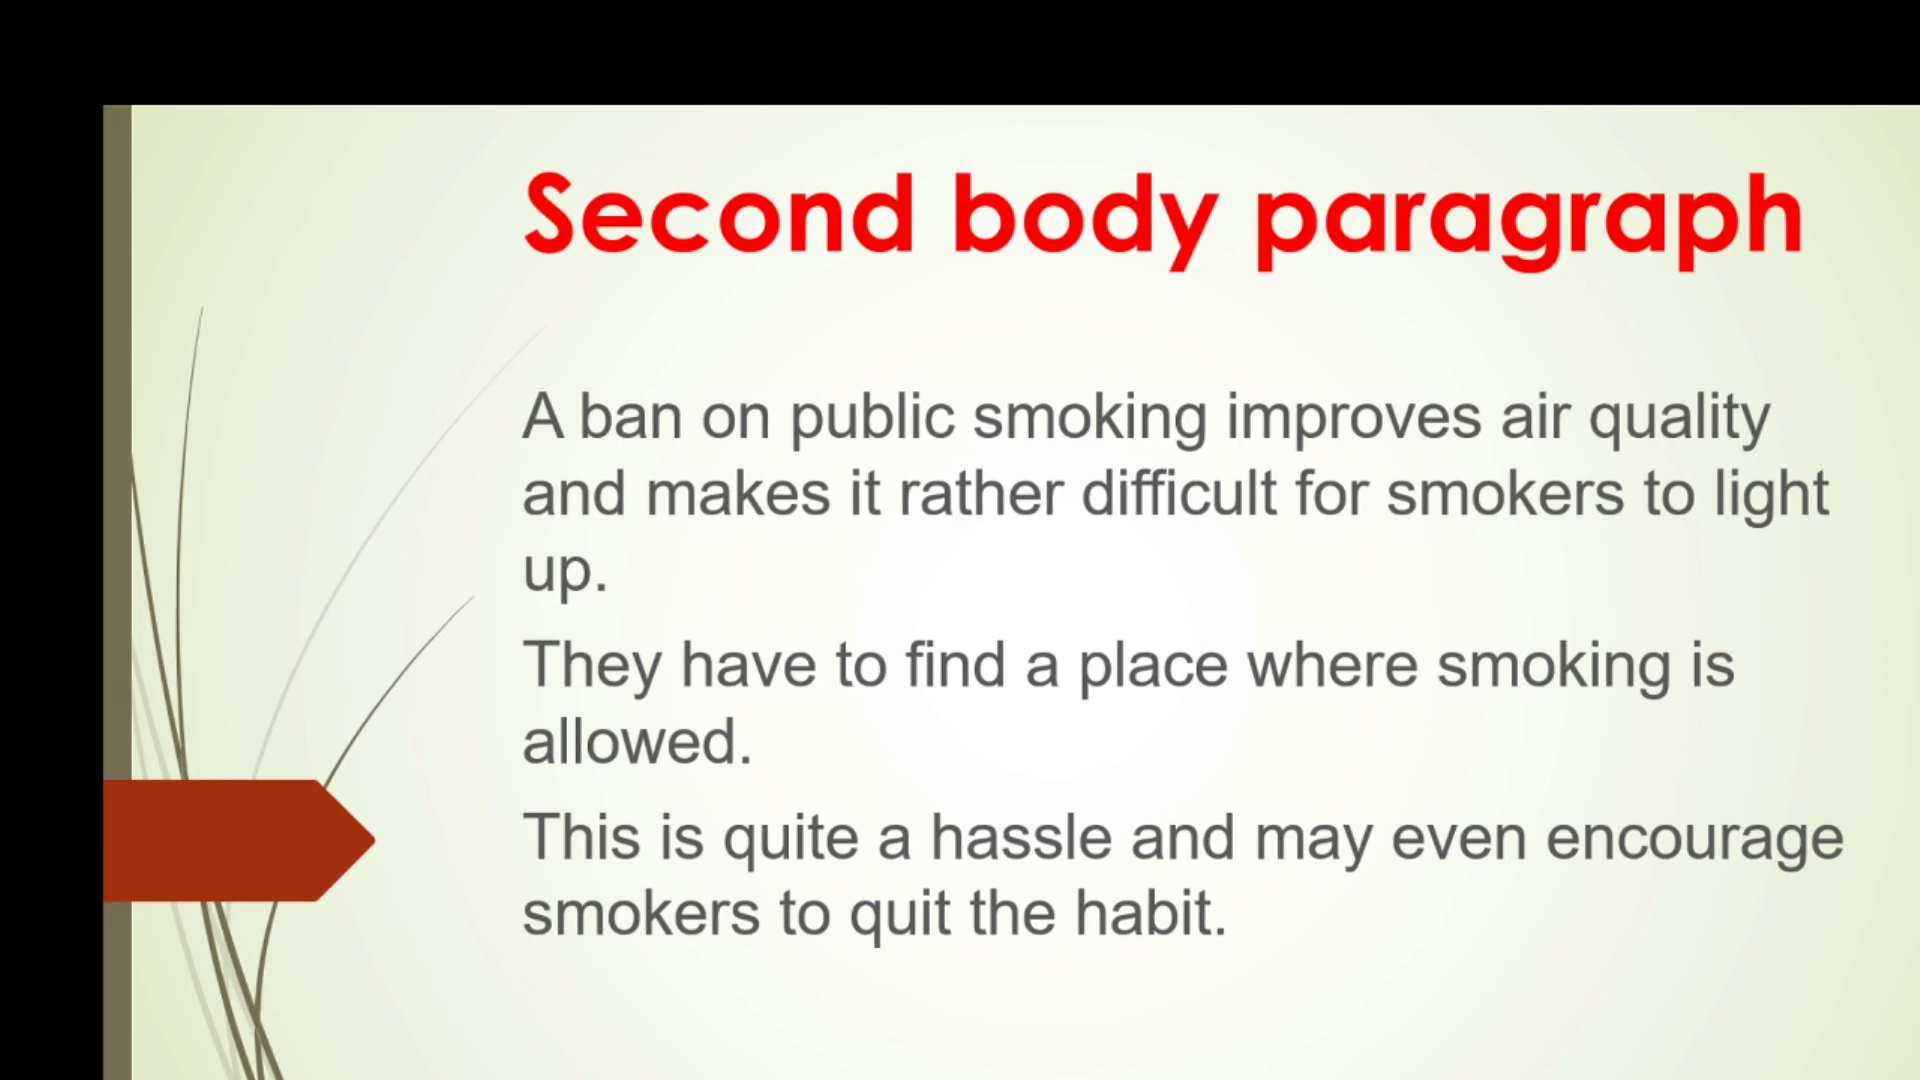 Second body paragraph
A ban on public smoking improves air quality
and makes it rather difficult for smokers to light
up.
They have to find a place where smoking is
allowed.
This is quite a hassle and may even encourage
smokers to quit the habit.